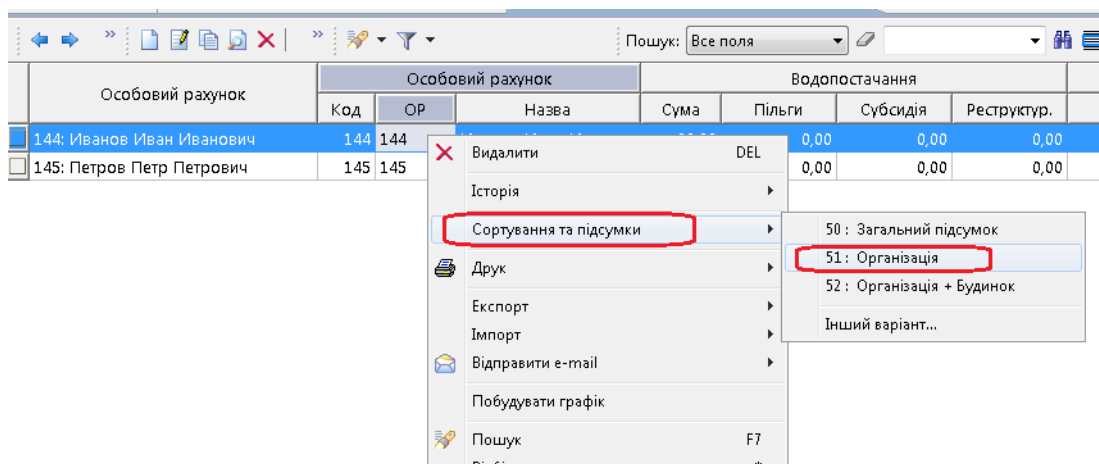 Пошук: Все поля
Особовий рахунок Особовий рахунок Водопостачання
Код ОР Назва Сума Пільги Субсидія Реструктур.
144: Иванов Иван Иванович 144 144 0,00 0,00 0,00
145: Петров Петр Петрович 145 145 0,00 0,00 0,00
Видалити DEL
Історія
Сортування та підсумки
50 : Загальний підсумок
51 : Організація
52 : Організація + Будинок
Інший варіант...
Друк
Експорт
Імпорт
Відправити e-mail
Побудувати графік
Пошук F7